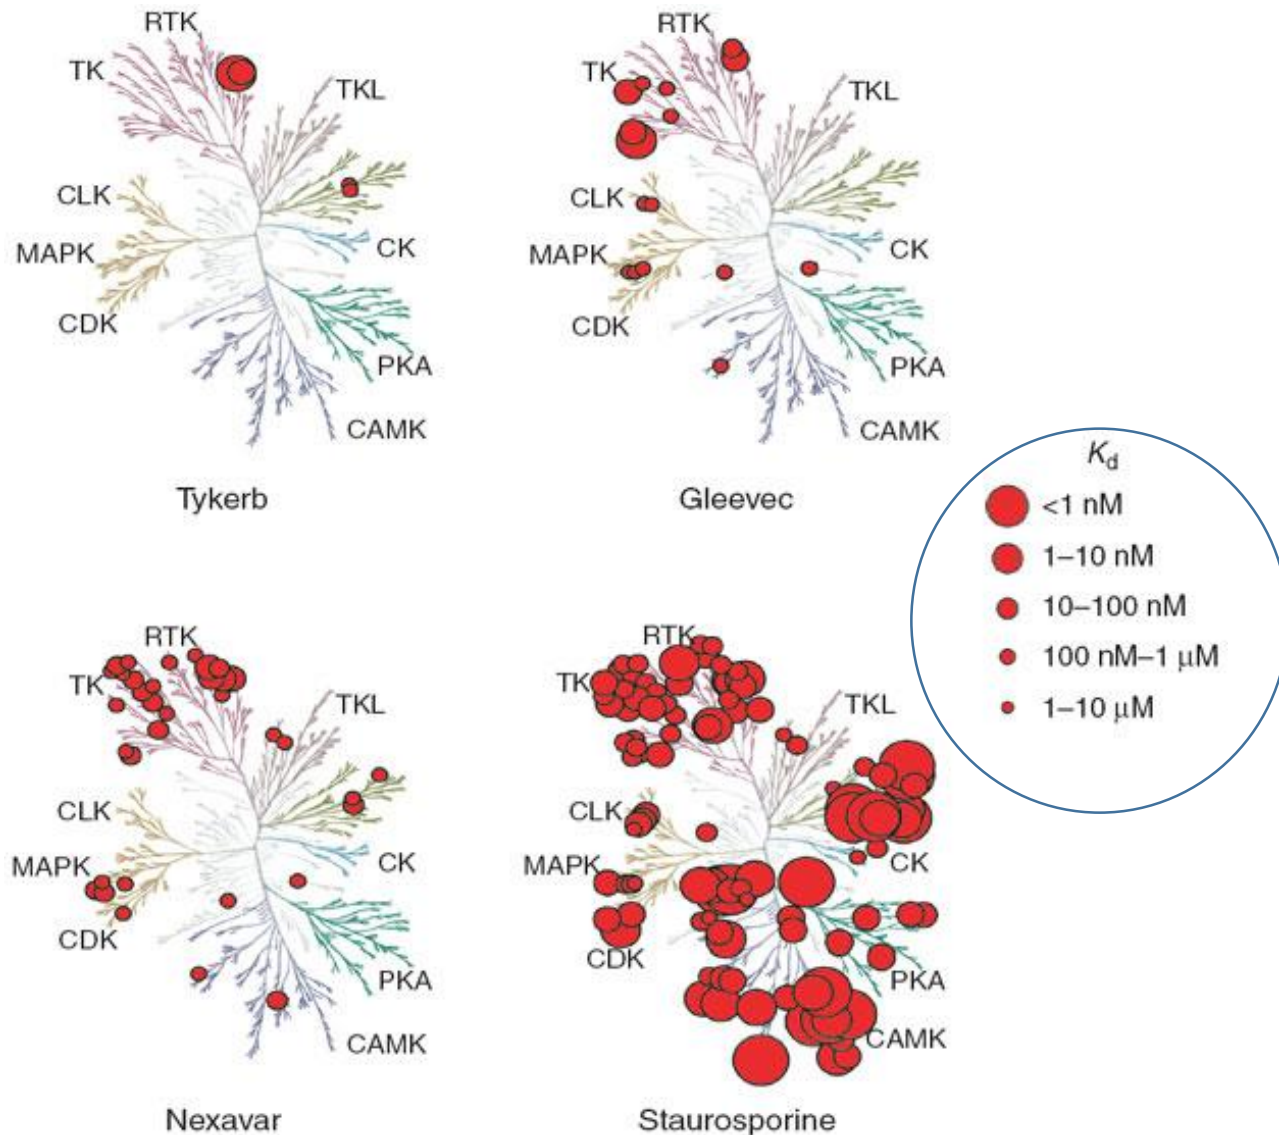 RTK
TK
TKL
CLK
MAPK
CK
CDK
PKA
CAMK
Tykerb
RTK
TK
TKL
CLK
MAPK
CK
CDK
PKA
CAMK
Gleevec
Kd
<1 nM
1–10 nM
10–100 nM
100 nM–1 μM
1–10 μM
RTK
TK
TKL
CLK
MAPK
CK
CDK
PKA
CAMK
Nexavar
RTK
TK
TKL
CLK
MAPK
CK
CDK
PKA
CAMK
Staurosporine